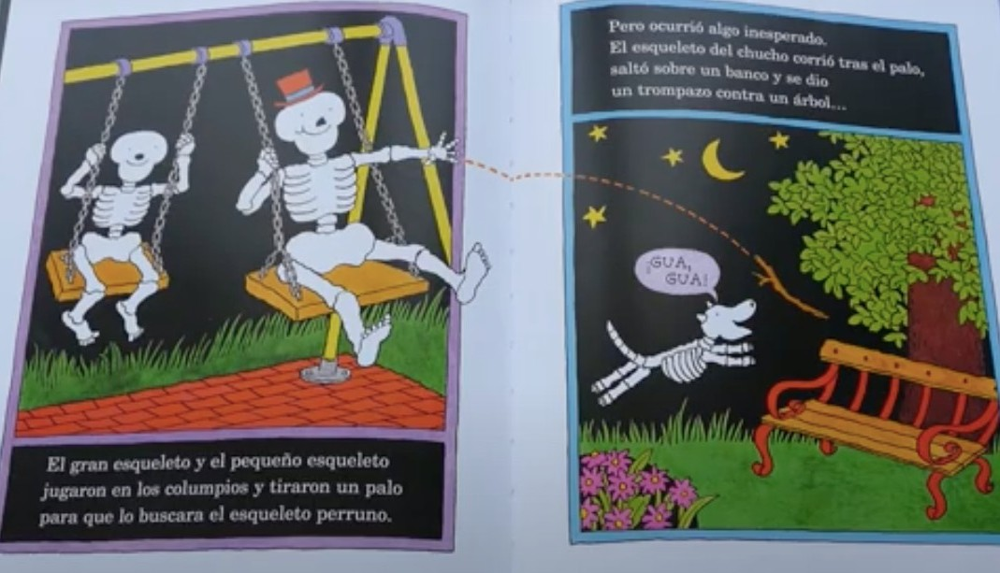 El gran esqueleto y el pequeño esqueleto
jugaron en los columpios y tiraron un palo
para que lo buscara el esqueleto perruno.
Pero ocurrió algo inesperado.
El esqueleto del chucho corrió tras el palo,
saltó sobre un banco y se dio
un trompazo contra un árbol...
¡GUA,
GUA!